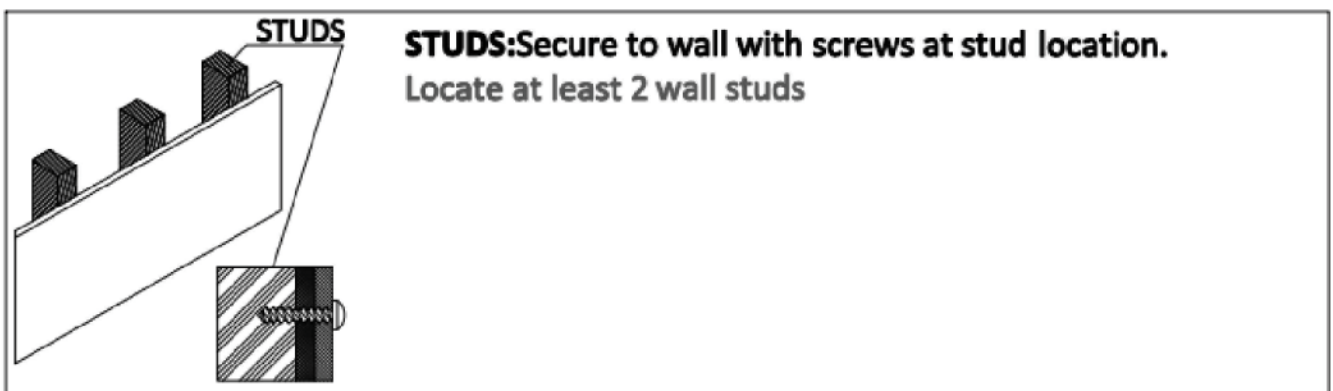 STUDS
STUDS:Secure to wall with screws at stud location.
Locate at least 2 wall studs